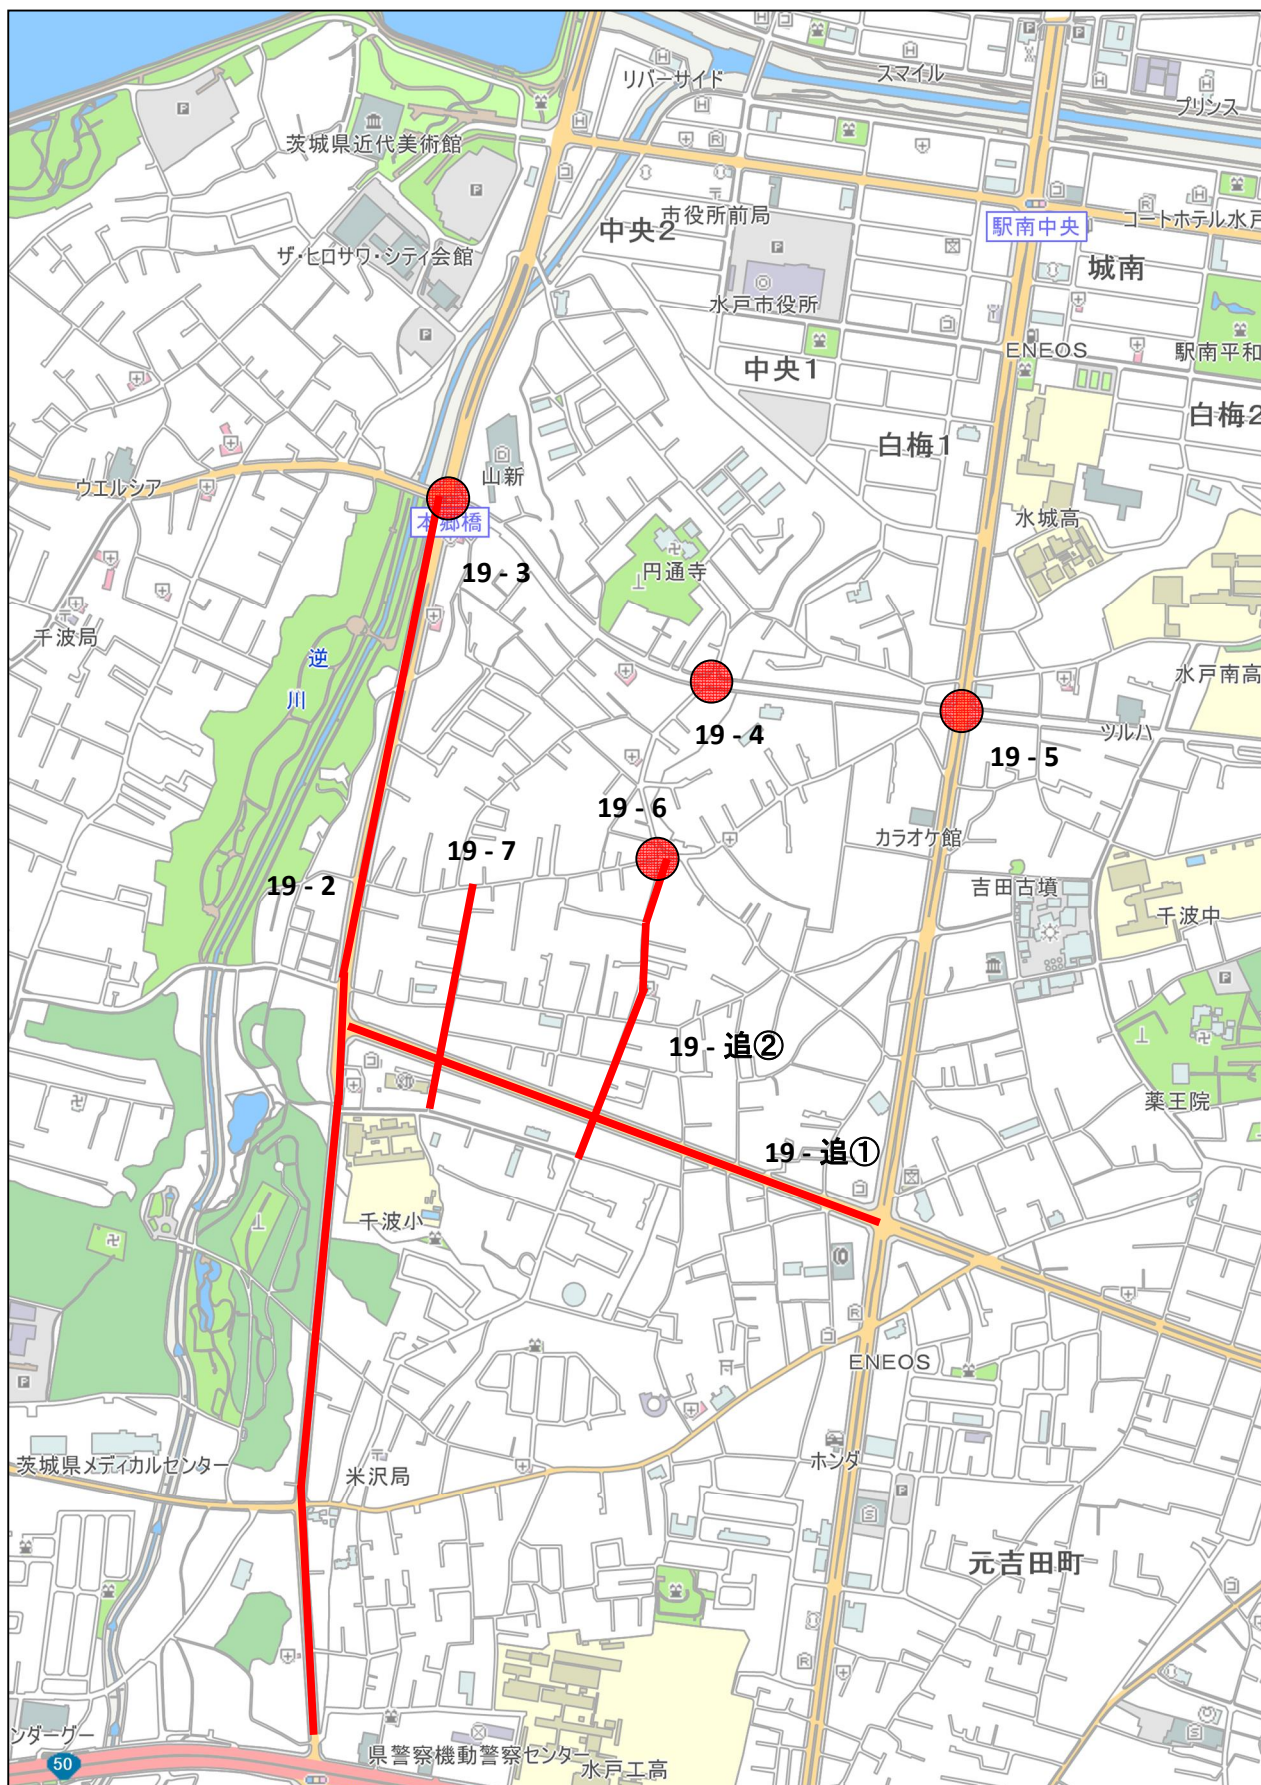 リバーサイド
スマイル
プリンス
茨城県近代美術館
市役所前局
中央2
駅南中央
コートホテル水戸
ザ・ヒロサワ・シティ会館
城南
水戸市役所
ENEOS
駅南平和
中央1
白梅1
白梅2
山新
ウエルシア
本郷橋
水城高
円通寺
19 - 3
千波局
逆川
水戸南高
19 - 4
ツルハ
19 - 5
19 - 6
カラオケ館
19 - 7
19 - 2
吉田古墳
千波中
19 - 追②
薬王院
19 - 追①
千波小
ENEOS
茨城県メディカルセンター
米沢局
ホンダ
元吉田町
ンダーグー
県警察機動警察センター
水戸工高
50